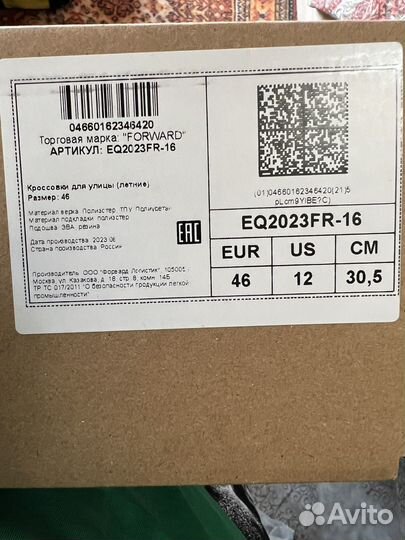 04660162346420
Торговая марка: "FORWARD"
АРТИКУЛ: EQ2023FR-16
Кроссовки для улицы (летние)
Размер: 46
Материал верха: Полиэстер, ТПУ, Полиуретан
Материал подкладки: полиэстер
Подошва: ЭВА, резина
Дата производства: 2023.06
Страна производства: Россия
EAC
Производитель: ООО "Форвард Логистик", 105005, г.
Москва, ул. Казакова, д. 18, стр. 8, комн. 145
ТР ТС 017/2011 "О безопасности продукции легкой
промышленности"
(01)04660162346420(21)5
pLcm9YIBE?C)
EQ2023FR-16
EUR US CM
46 12 30,5
Avito